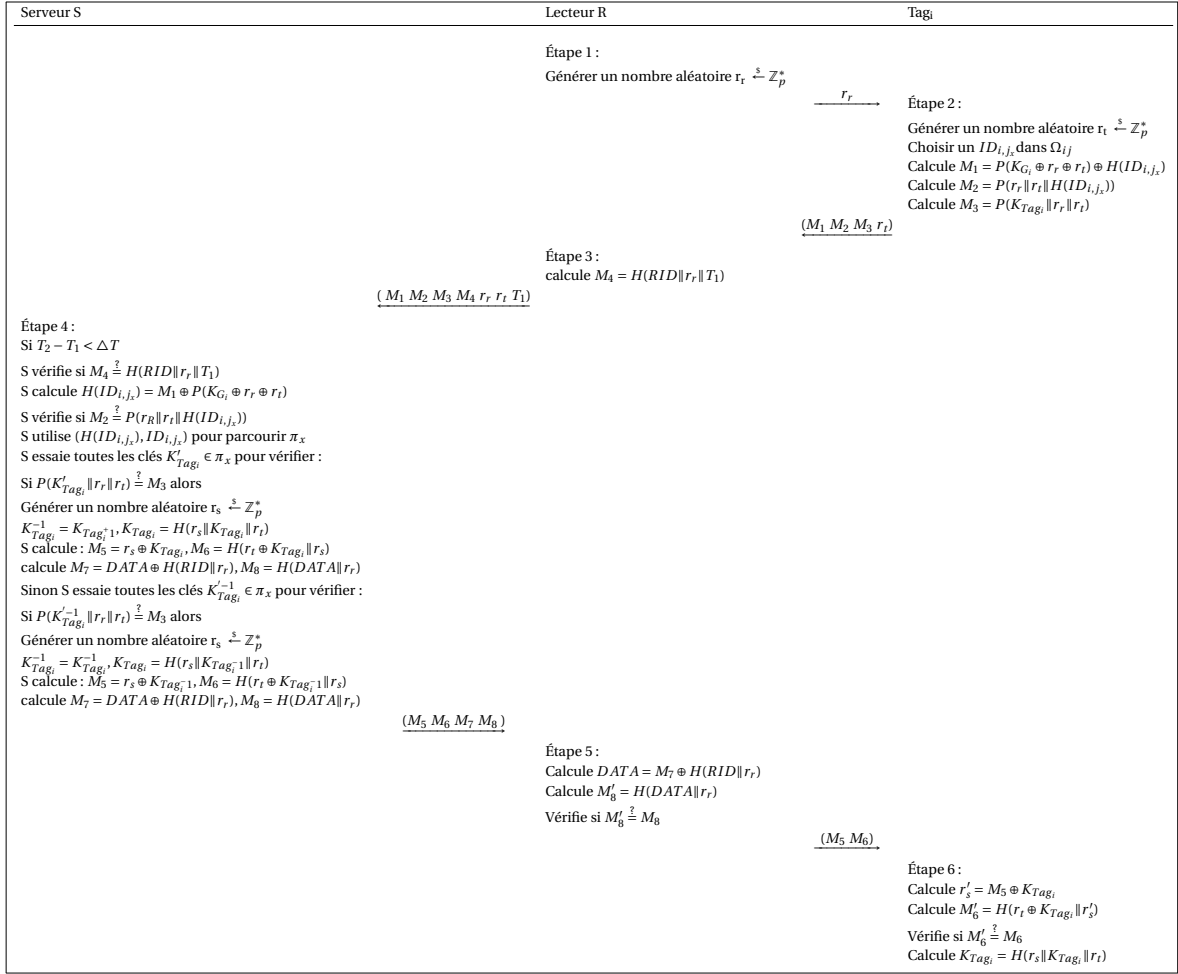 Serveur S Lecteur R Tagᵢ
Étape 1 :
Générer un nombre aléatoire r_r ←$ ℤ*_p
r_r
Étape 2 :
Générer un nombre aléatoire r_t ←$ ℤ*_p
Choisir un ID_{i,j_x} dans Ω_{ij}
Calcule M_1 = P(K_{G_i} ⊕ r_r ⊕ r_t) ⊕ H(ID_{i,j_x})
Calcule M_2 = P(r_r‖r_t‖H(ID_{i,j_x}))
Calcule M_3 = P(K_{Tag_i}‖r_r‖r_t)
(M_1 M_2 M_3 r_t)
Étape 3 :
calcule M_4 = H(RID‖r_r‖T_1)
( M_1 M_2 M_3 M_4 r_r r_t T_1)
Étape 4 :
Si T_2 − T_1 < △T
S vérifie si M_4 ≟ H(RID‖r_r‖T_1)
S calcule H(ID_{i,j_x}) = M_1 ⊕ P(K_{G_i} ⊕ r_r ⊕ r_t)
S vérifie si M_2 ≟ P(r_R‖r_t‖H(ID_{i,j_x}))
S utilise (H(ID_{i,j_x}), ID_{i,j_x}) pour parcourir π_x
S essaie toutes les clés K′_{Tag_i} ∈ π_x pour vérifier :
Si P(K′_{Tag_i}‖r_r‖r_t) ≟ M_3 alors
Générer un nombre aléatoire r_s ←$ ℤ*_p
K^{−1}_{Tag_i} = K_{Tag_i^+1}, K_{Tag_i} = H(r_s‖K_{Tag_i}‖r_t)
S calcule : M_5 = r_s ⊕ K_{Tag_i}, M_6 = H(r_t ⊕ K_{Tag_i}‖r_s)
calcule M_7 = DATA ⊕ H(RID‖r_r), M_8 = H(DATA‖r_r)
Sinon S essaie toutes les clés K^{′−1}_{Tag_i} ∈ π_x pour vérifier :
Si P(K^{′−1}_{Tag_i}‖r_r‖r_t) ≟ M_3 alors
Générer un nombre aléatoire r_s ←$ ℤ*_p
K^{−1}_{Tag_i} = K^{−1}_{Tag_i}, K_{Tag_i} = H(r_s‖K_{Tag_i^−1}‖r_t)
S calcule : M_5 = r_s ⊕ K_{Tag_i^−1}, M_6 = H(r_t ⊕ K_{Tag_i^−1}‖r_s)
calcule M_7 = DATA ⊕ H(RID‖r_r), M_8 = H(DATA‖r_r)
(M_5 M_6 M_7 M_8 )
Étape 5 :
Calcule DATA = M_7 ⊕ H(RID‖r_r)
Calcule M′_8 = H(DATA‖r_r)
Vérifie si M′_8 ≟ M_8
(M_5 M_6)
Étape 6 :
Calcule r′_s = M_5 ⊕ K_{Tag_i}
Calcule M′_6 = H(r_t ⊕ K_{Tag_i}‖r′_s)
Vérifie si M′_6 ≟ M_6
Calcule K_{Tag_i} = H(r_s‖K_{Tag_i}‖r_t)